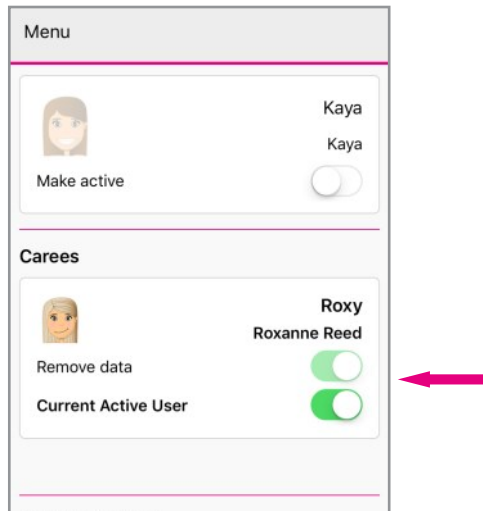 Menu
Kaya
Kaya
Make active
Carees
Roxy
Roxanne Reed
Remove data
Current Active User